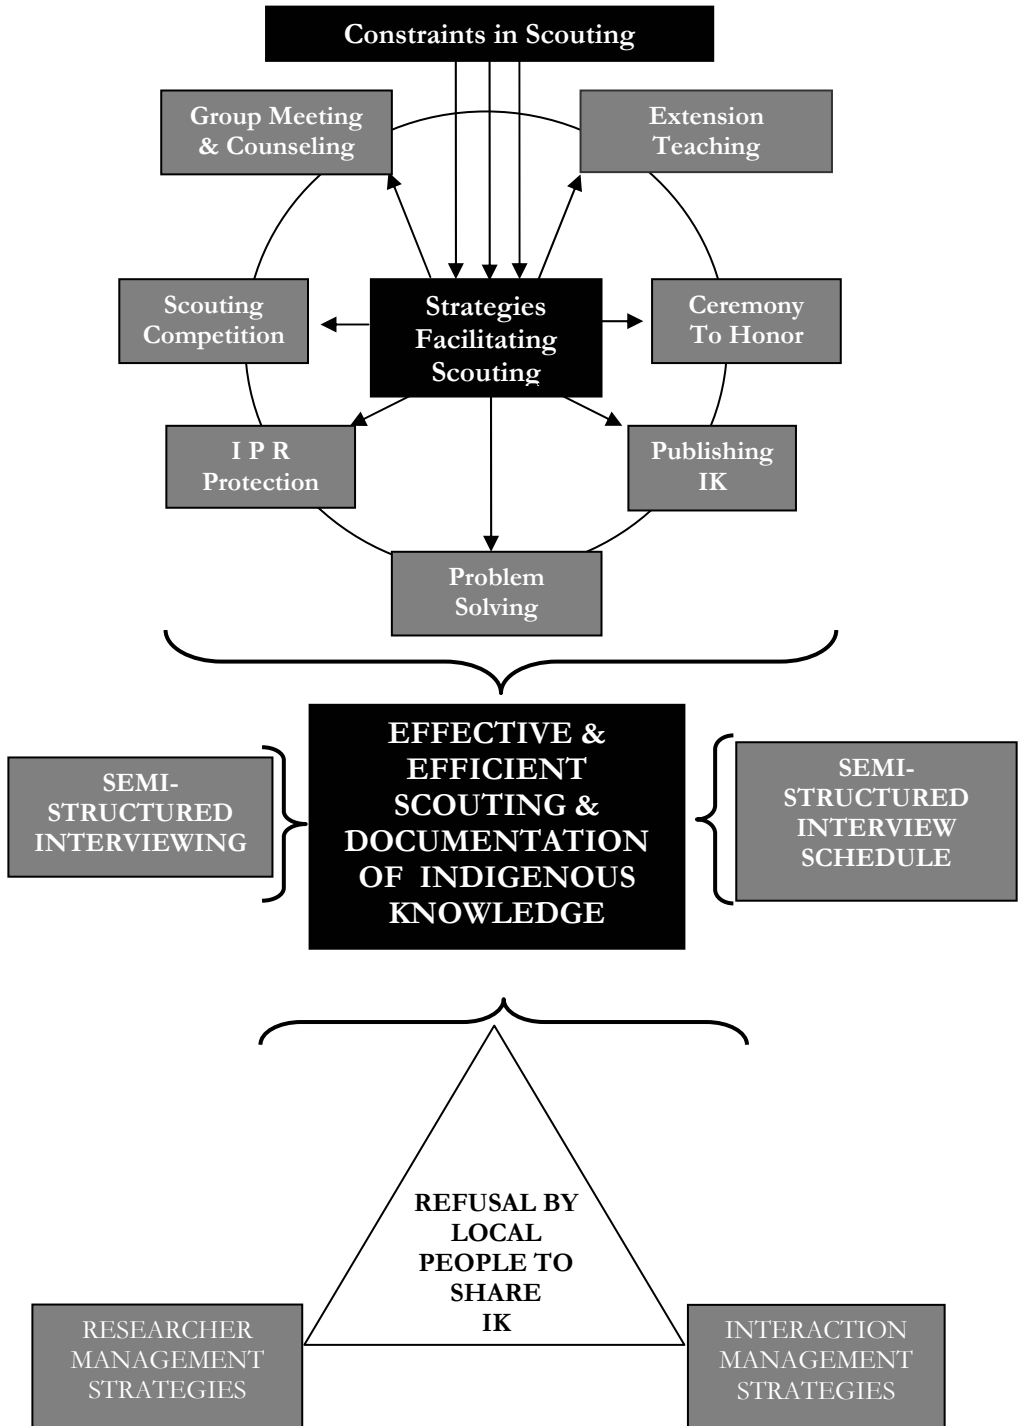 Constraints in Scouting
Group Meeting
& Counseling
Extension
Teaching
Scouting
Competition
Strategies
Facilitating
Scouting
Ceremony
To Honor
I P R
Protection
Publishing
IK
Problem
Solving
SEMI-
STRUCTURED
INTERVIEWING
EFFECTIVE &
EFFICIENT
SCOUTING &
DOCUMENTATION
OF INDIGENOUS
KNOWLEDGE
SEMI-
STRUCTURED
INTERVIEW
SCHEDULE
REFUSAL BY
LOCAL
PEOPLE TO
SHARE
IK
RESEARCHER
MANAGEMENT
STRATEGIES
INTERACTION
MANAGEMENT
STRATEGIES